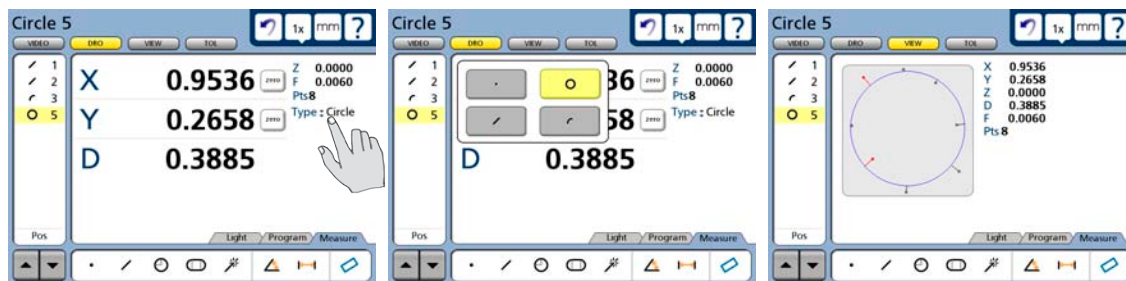 Circle 5
1x mm ?
VIDEO DRO VIEW TOL
1
2
3
5
X 0.9536 zero
Y 0.2658 zero
D 0.3885
Z 0.0000
F 0.0060
Pts 8
Type : Circle
Pos
Light Program Measure
Circle 5
1x mm ?
VIDEO DRO VIEW TOL
1
2
3
5
36 zero
58 zero
D 0.3885
Z 0.0000
F 0.0060
Pts 8
Type : Circle
Pos
Light Program Measure
Circle 5
1x mm ?
VIDEO DRO VIEW TOL
1
2
3
5
X 0.9536
Y 0.2658
Z 0.0000
D 0.3885
F 0.0060
Pts 8
Pos
Light Program Measure